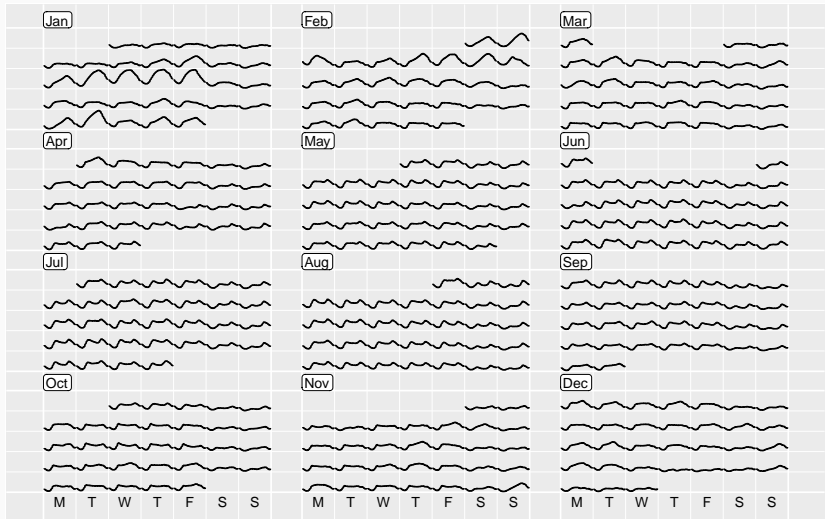 Jan Feb Mar
Apr May Jun
Jul Aug Sep
Oct Nov Dec
M T W T F S S M T W T F S S M T W T F S S